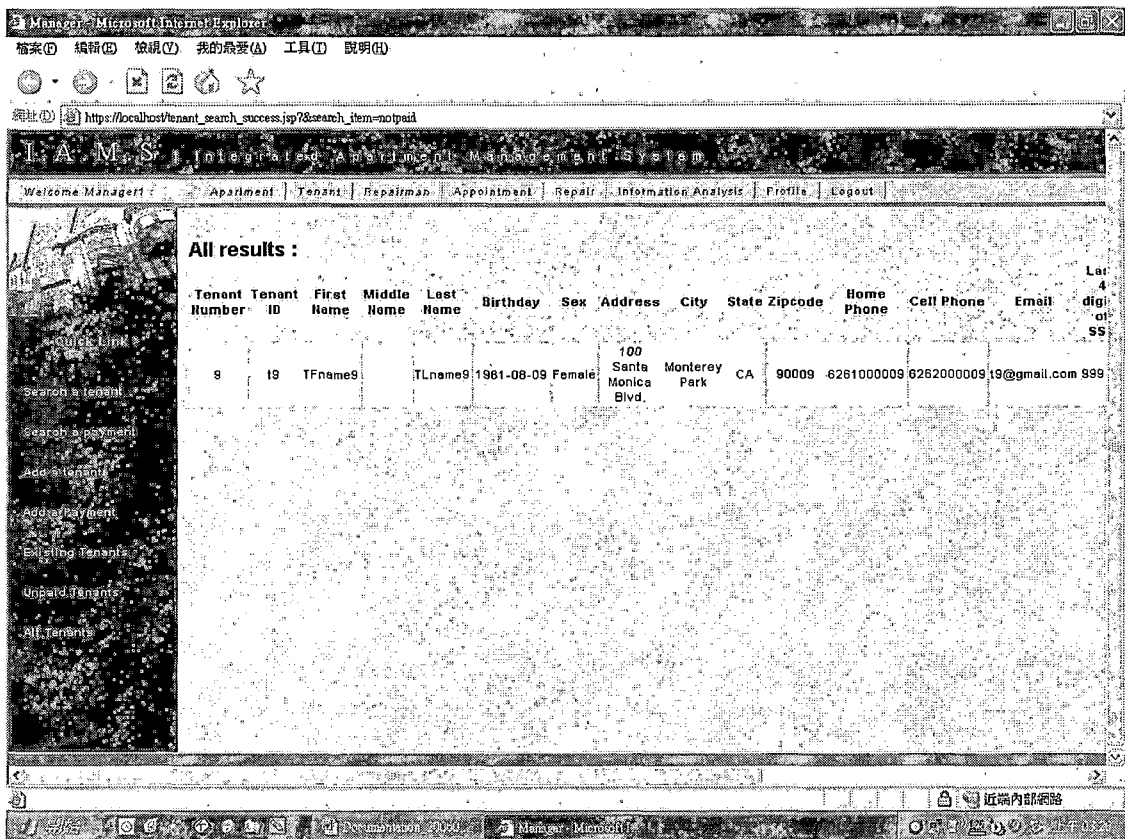 Manager - Microsoft Internet Explorer
檔案(F) 編輯(E) 檢視(V) 我的最愛(A) 工具(T) 說明(H)
網址(D) https://localhost/tenant_search_success.jsp?&search_item=notpaid
I A M S : Integrated Apartment Management System
Welcome Manager! : Apartment | Tenant | Repairman | Appointment | Repair | Information Analysis | Profile | Logout
All results :
Tenant Number Tenant ID First Name Middle Name Last Name Birthday Sex Address City State Zipcode Home Phone Cell Phone Email
9 t9 TFname9 TLname9 1961-08-09 Female 100 Santa Monica Blvd, Monterey Park CA 90009 6261000009 6262000009 t9@gmail.com 999
Quick Link
Search a tenant
Search a payment
Add a tenant
Add a Payment
Existing Tenants
Unpaid Tenants
All Tenants
近端內部網路
Manager - Microsoft I...